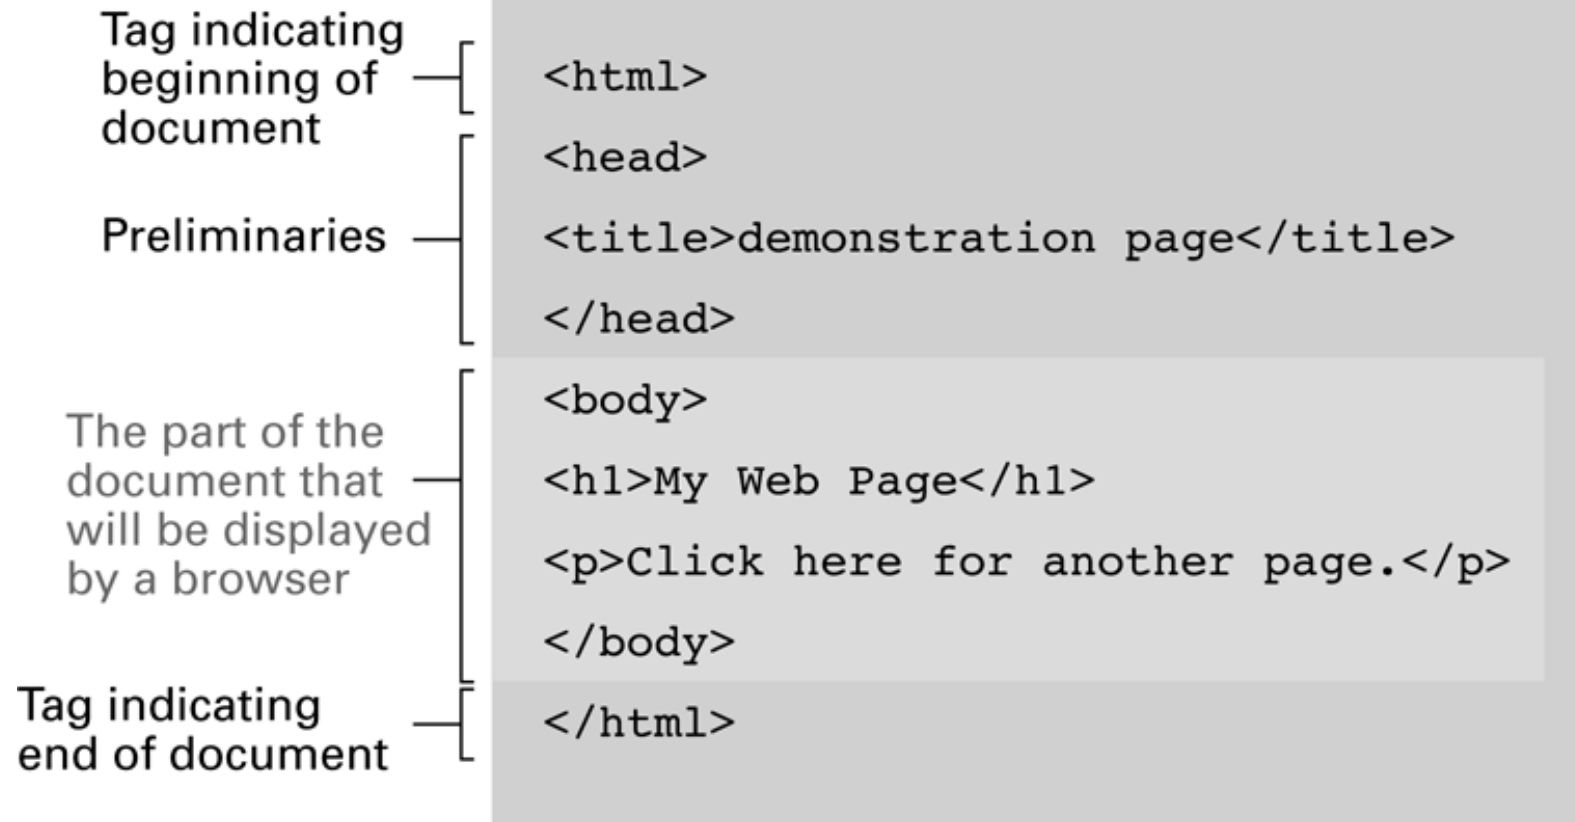 Tag indicating
beginning of
document
<html>
<head>
Preliminaries
<title>demonstration page</title>
</head>
The part of the
document that
will be displayed
by a browser
<body>
<h1>My Web Page</h1>
<p>Click here for another page.</p>
</body>
Tag indicating
end of document
</html>